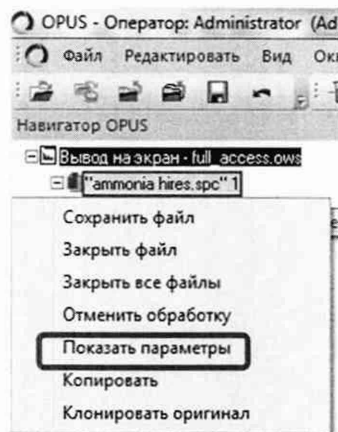 OPUS - Оператор: Administrator (Ad
Файл Редактировать Вид
Навигатор OPUS
Вывод на экран - full_access.ows
"ammonia hires.spc" 1
Сохранить файл
Закрыть файл
Закрыть все файлы
Отменить обработку
Показать параметры
Копировать
Клонировать оригинал